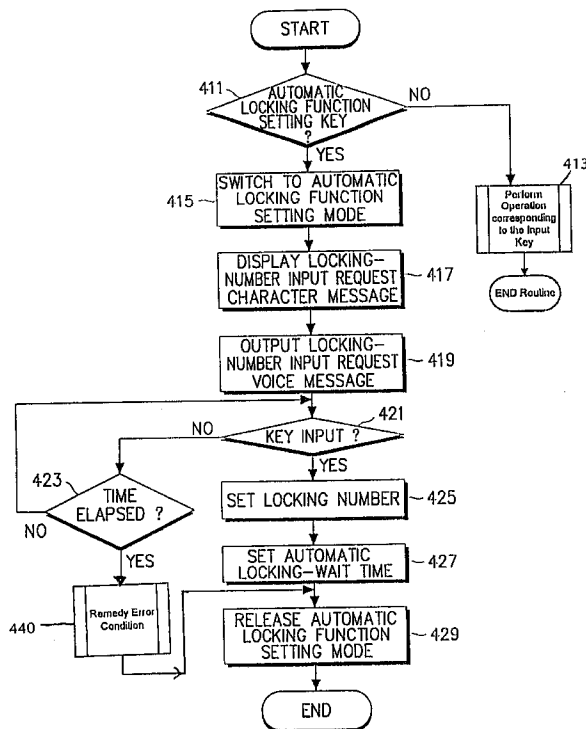 START
411
AUTOMATIC
LOCKING FUNCTION
SETTING KEY
?
NO
YES
413
Perform
Operation
corresponding
to the Input
Key
END Routine
415
SWITCH TO AUTOMATIC
LOCKING FUNCTION
SETTING MODE
DISPLAY LOCKING-
NUMBER INPUT REQUEST
CHARACTER MESSAGE
417
OUTPUT LOCKING-
NUMBER INPUT REQUEST
VOICE MESSAGE
419
421
NO
KEY INPUT ?
YES
423
TIME
ELAPSED ?
NO
YES
SET LOCKING NUMBER
425
SET AUTOMATIC
LOCKING-WAIT TIME
427
440
Remedy Error
Condition
RELEASE AUTOMATIC
LOCKING FUNCTION
SETTING MODE
429
END